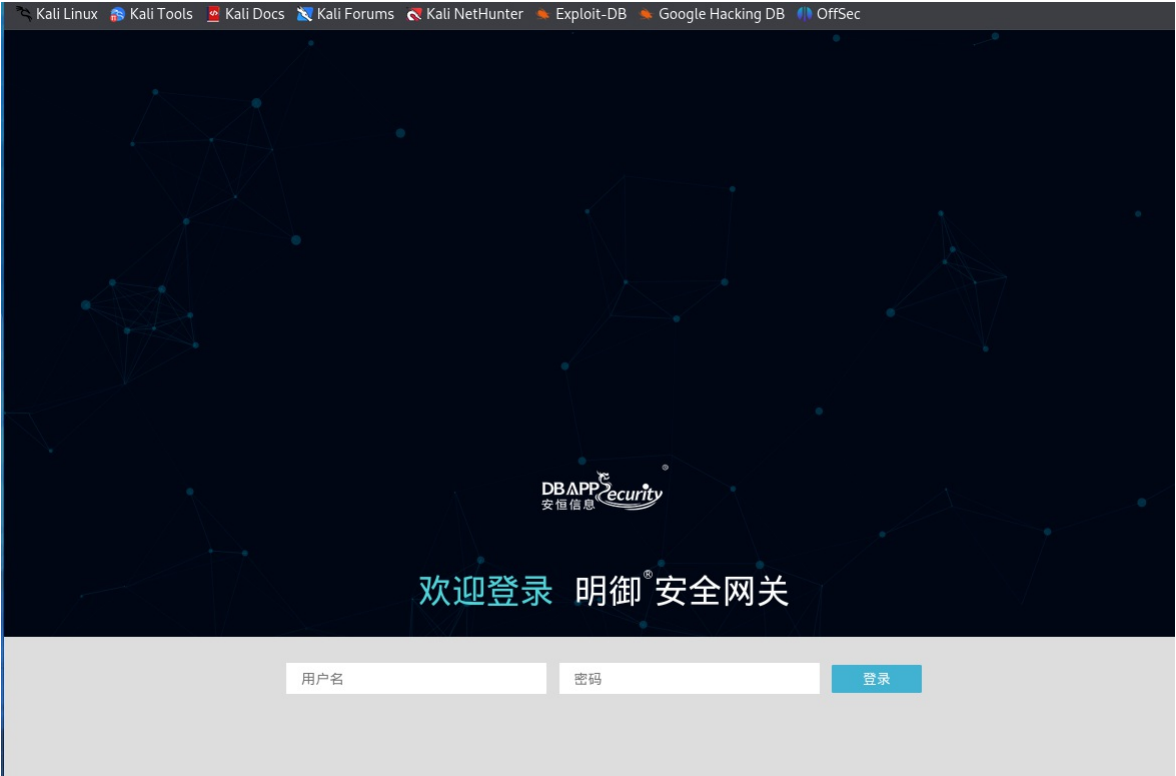 Kali Linux Kali Tools Kali Docs Kali Forums Kali NetHunter Exploit-DB Google Hacking DB OffSec
DBAPPSecurity ®
安恒信息
欢迎登录 明御®安全网关
用户名 密码 登录